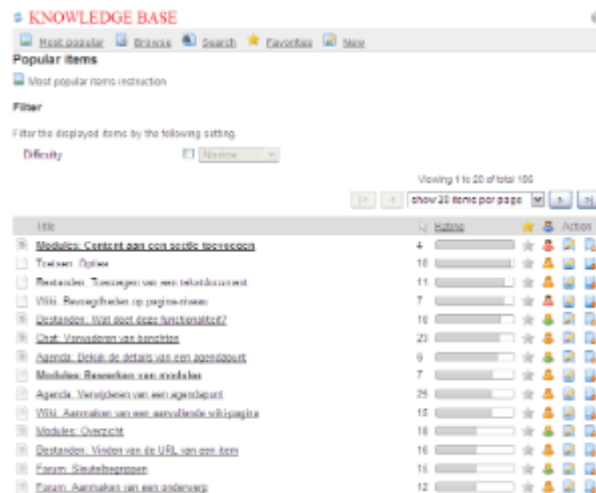 KNOWLEDGE BASE
Most popular Browse Search Favorites New
Popular items
Most popular items instruction
Filter
Filter the displayed items by the following setting
Difficulty Novice
Viewing 1 to 20 of total 106
show 20 items per page
Title Rating Action
Modules: Content aan een sectie toevoegen 4
Toetsen: Opties 10
Bestanden: Toevoegen van een tekstdocument 11
Wiki: Bevoegdheden op pagina-niveau 7
Bestanden: Wat doet deze functionaliteit? 10
Chat: Verwijderen van berichten 23
Agenda: Bekijk de details van een agendapunt 6
Modules: Bewerken van modules 7
Agenda: Verwijderen van een agendapunt 25
Wiki: Aanmaken van een aanvullende wiki-pagina 15
Modules: Overzicht 18
Bestanden: Vinden van de URL van een item 16
Forum: Sleutelbegrippen 15
Forum: Aanmaken van een onderwerp 12